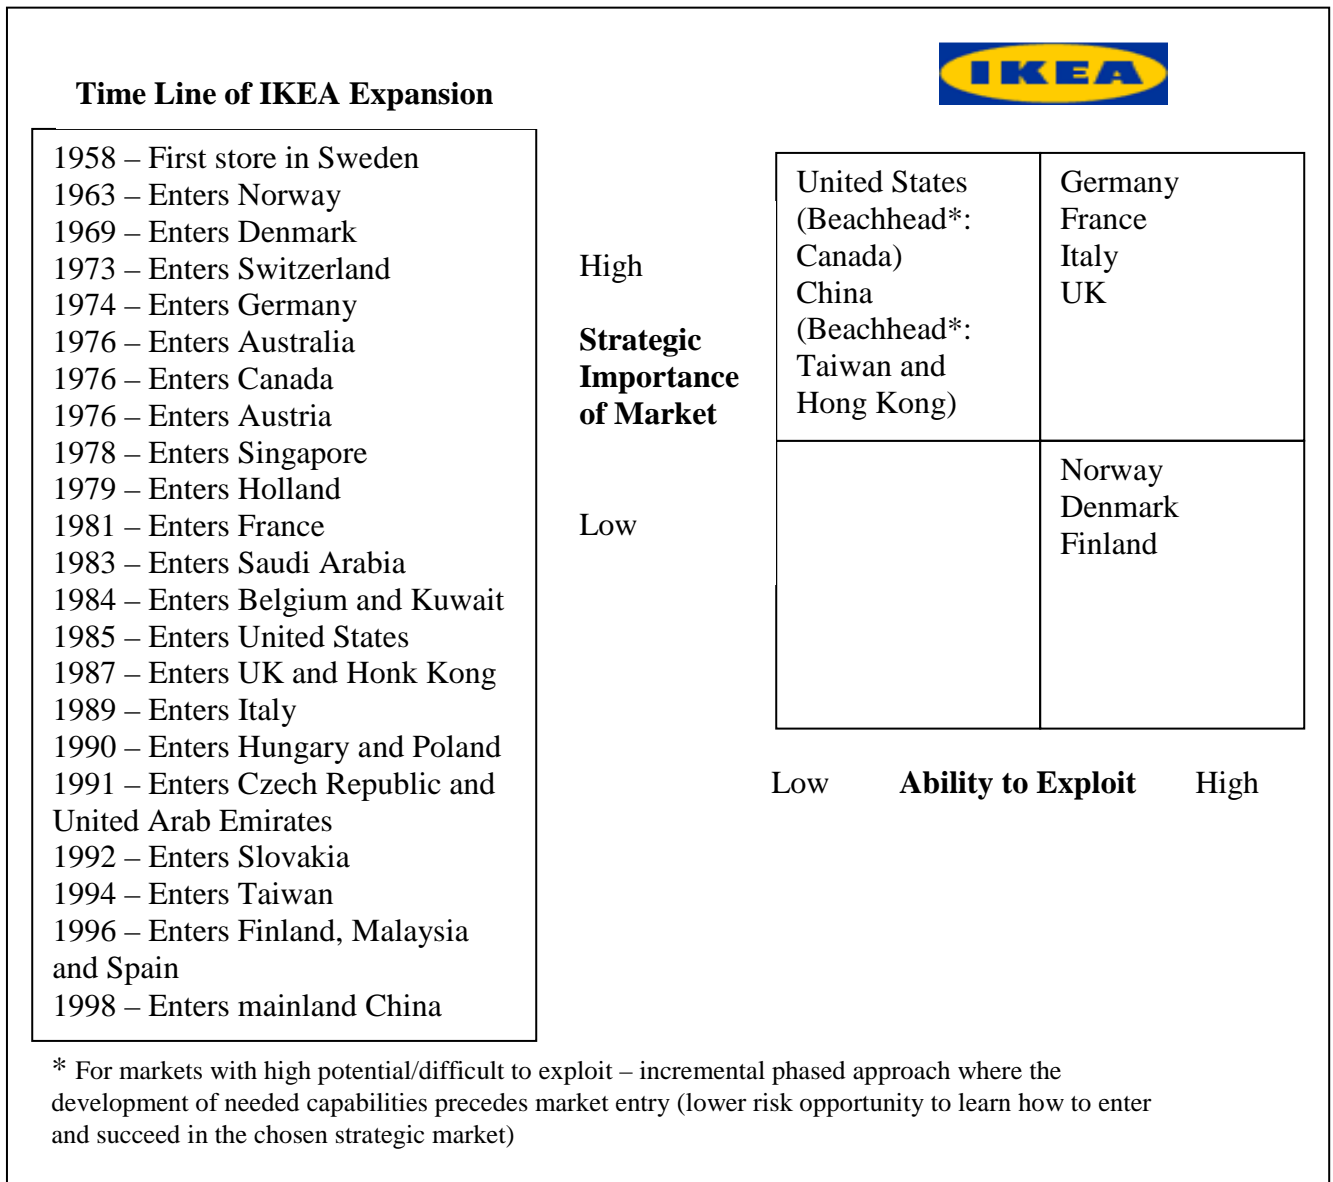 IKEA
Time Line of IKEA Expansion
1958 – First store in Sweden
1963 – Enters Norway
1969 – Enters Denmark
1973 – Enters Switzerland
1974 – Enters Germany
1976 – Enters Australia
1976 – Enters Canada
1976 – Enters Austria
1978 – Enters Singapore
1979 – Enters Holland
1981 – Enters France
1983 – Enters Saudi Arabia
1984 – Enters Belgium and Kuwait
1985 – Enters United States
1987 – Enters UK and Honk Kong
1989 – Enters Italy
1990 – Enters Hungary and Poland
1991 – Enters Czech Republic and
United Arab Emirates
1992 – Enters Slovakia
1994 – Enters Taiwan
1996 – Enters Finland, Malaysia
and Spain
1998 – Enters mainland China
High
Strategic
Importance
of Market
Low
United States
(Beachhead*:
Canada)
China
(Beachhead*:
Taiwan and
Hong Kong)
Germany
France
Italy
UK
Norway
Denmark
Finland
Low Ability to Exploit High
* For markets with high potential/difficult to exploit – incremental phased approach where the
development of needed capabilities precedes market entry (lower risk opportunity to learn how to enter
and succeed in the chosen strategic market)